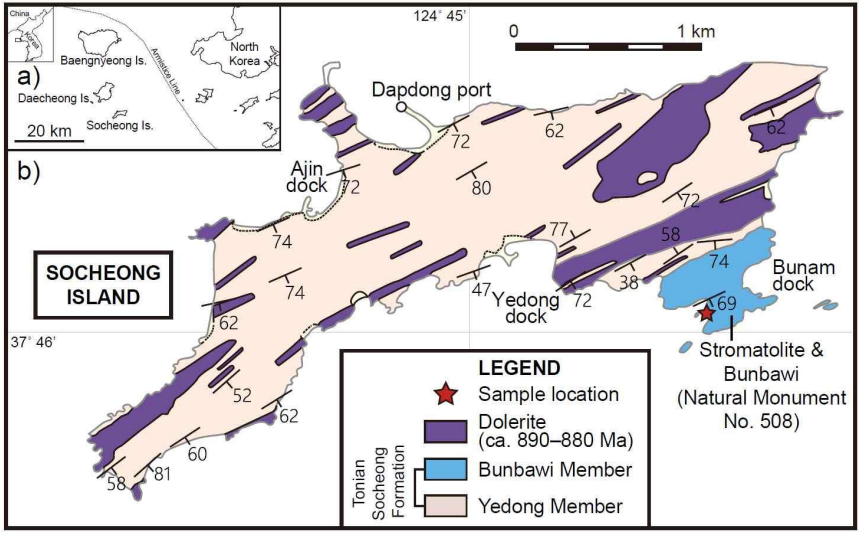 a)
China
Korea
Baengnyeong Is.
Armistice Line
North
Korea
Daecheong Is.
Socheong Is.
20 km
b)
124˚ 45'
0
1 km
Dapdong port
72
62
62
Ajin
dock
72
80
72
74
77
58
74
Bunam
dock
SOCHEONG
ISLAND
74
47
Yedong
dock
72
38
69
62
37˚ 46'
Stromatolite &
Bunbawi
(Natural Monument
No. 508)
52
62
60
58
81
LEGEND
Sample location
Dolerite
(ca. 890–880 Ma)
Tonian
Socheong
Formation
Bunbawi Member
Yedong Member